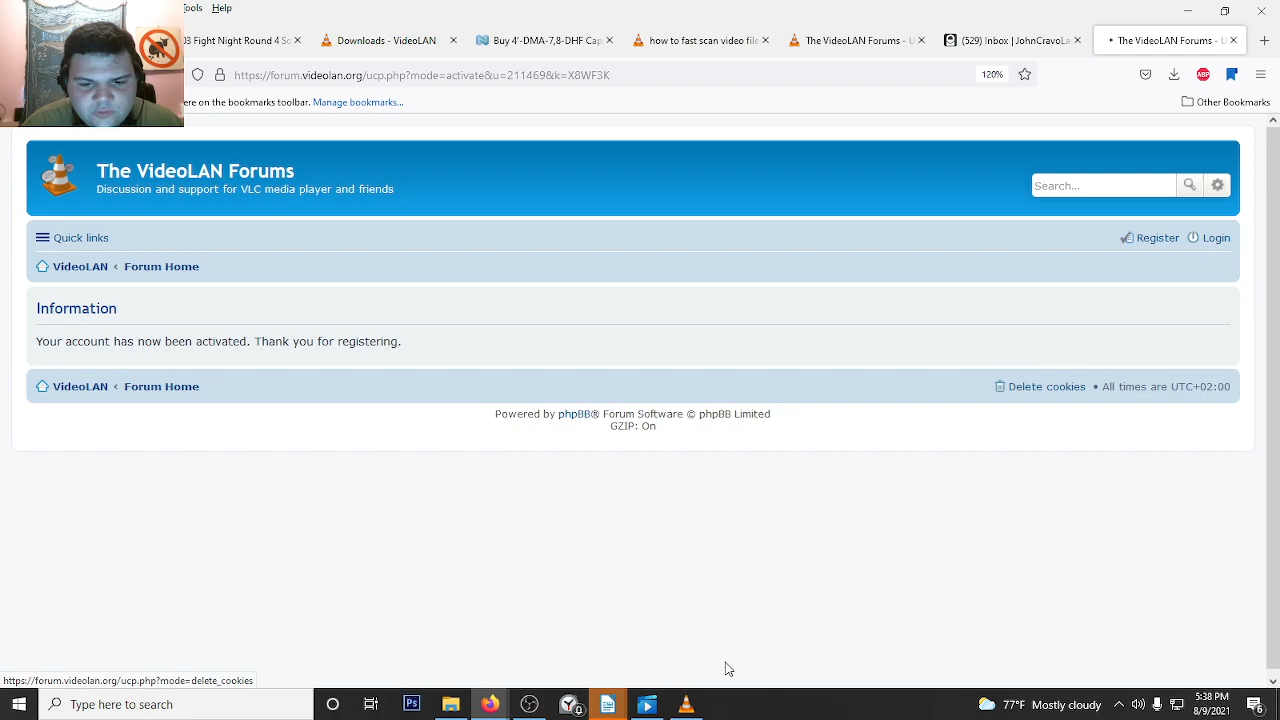 ools Help
03 Fight Night Round 4 Sc
Downloads - VideoLAN
Buy 4'-DMA-7,8-DHF Cap
how to fast scan video file
The VideoLAN Forums - U
(529) Inbox | JohnCravoLa
The VideoLAN Forums - U
https://forum.videolan.org/ucp.php?mode=activate&u=211469&k=X8WF3K
120%
ABP
ere on the bookmarks toolbar. Manage bookmarks...
Other Bookmarks
The VideoLAN Forums
Discussion and support for VLC media player and friends
Search...
Quick links
Register Login
VideoLAN ‹ Forum Home
Information
Your account has now been activated. Thank you for registering.
VideoLAN ‹ Forum Home
Delete cookies • All times are UTC+02:00
Powered by phpBB® Forum Software © phpBB Limited
GZIP: On
https://forum.videolan.org/ucp.php?mode=delete_cookies
Type here to search
Ps
77°F Mostly cloudy
5:38 PM
8/9/2021
6